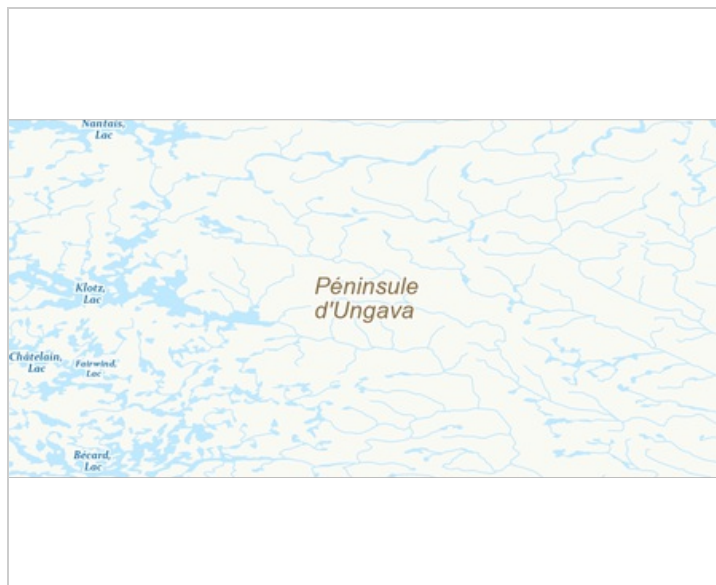 Nantais,
Lac
Klotz,
Lac
Péninsule
d'Ungava
Châtelain,
Lac
Fairwind,
Lac
Bécard,
Lac